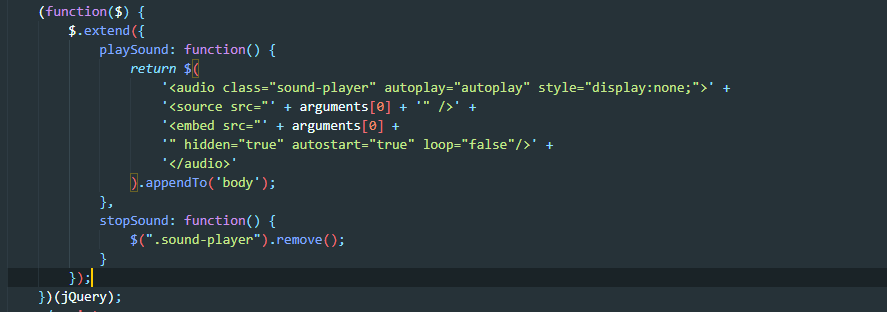 (function($) {
$.extend({
playSound: function() {
return $(
'<audio class="sound-player" autoplay="autoplay" style="display:none;">' +
'<source src="' + arguments[0] + '" />' +
'<embed src="' + arguments[0] +
'" hidden="true" autostart="true" loop="false"/>' +
'</audio>'
).appendTo('body');
},
stopSound: function() {
$(".sound-player").remove();
}
});
})(jQuery);